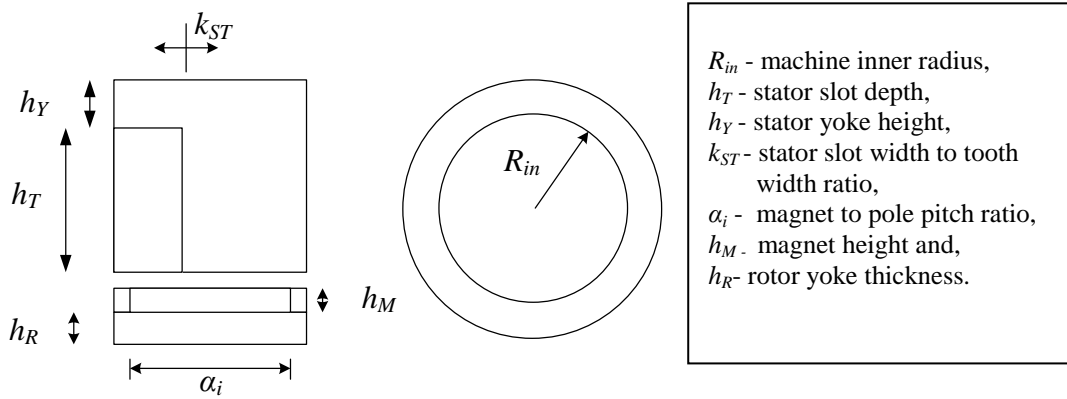 k_ST
h_Y
h_T
h_R
h_M
α_i
R_in
R_in - machine inner radius,
h_T - stator slot depth,
h_Y - stator yoke height,
k_ST - stator slot width to tooth
width ratio,
α_i - magnet to pole pitch ratio,
h_M - magnet height and,
h_R- rotor yoke thickness.